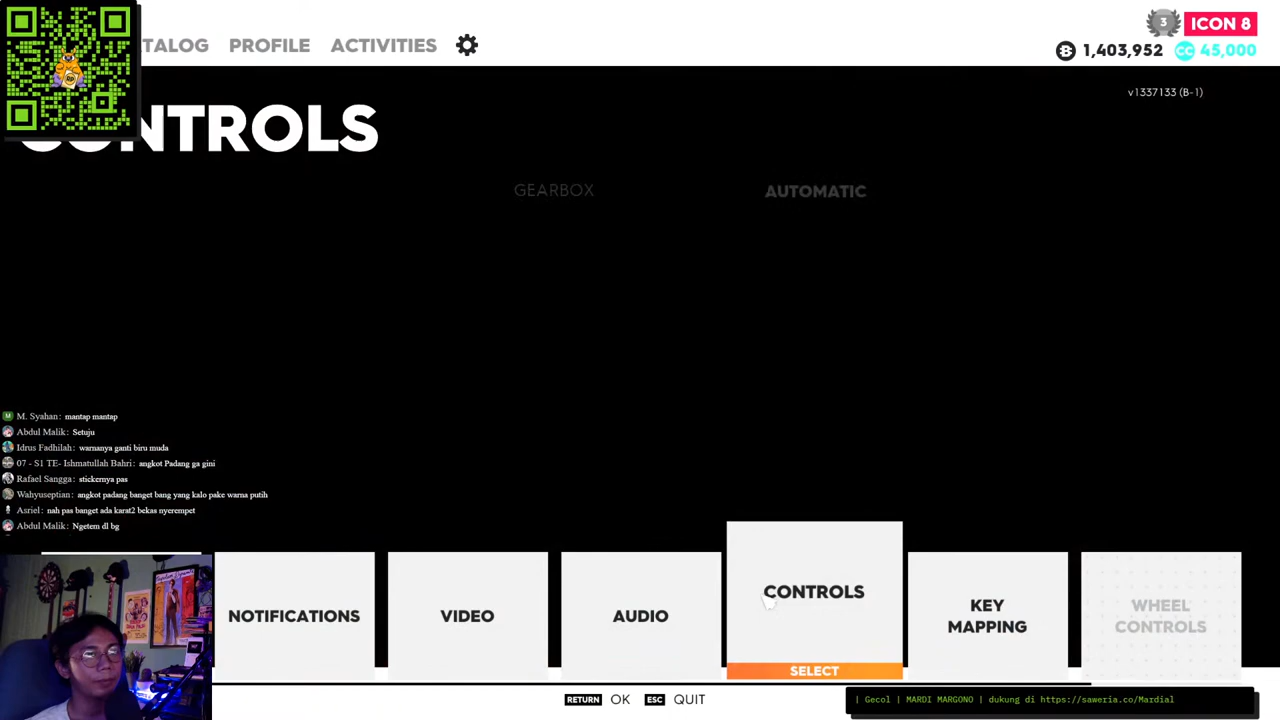 3 ICON 8
TALOG PROFILE ACTIVITIES
1,403,952 CC 45,000
v1337133 (B-1)
CONTROLS
GEARBOX AUTOMATIC
M. Syahan: mantap mantap
Abdul Malik: Setuju
Idrus Fadhilah: warnanya ganti biru muda
07 - S1 TE- Ishmatullah Bahri: angkot Padang ga gini
Rafael Sangga: stickernya pas
Wahyuseptian: angkot padang banget bang yang kalo pake warna putih
Asriel: nah pas banget ada karat2 bekas nyerempet
Abdul Malik: Ngetem dl bg
NOTIFICATIONS
VIDEO
AUDIO
CONTROLS
SELECT
KEY
MAPPING
WHEEL
CONTROLS
RETURN OK ESC QUIT
| Gecol | MARDI MARGONO | dukung di https://saweria.co/Mardial